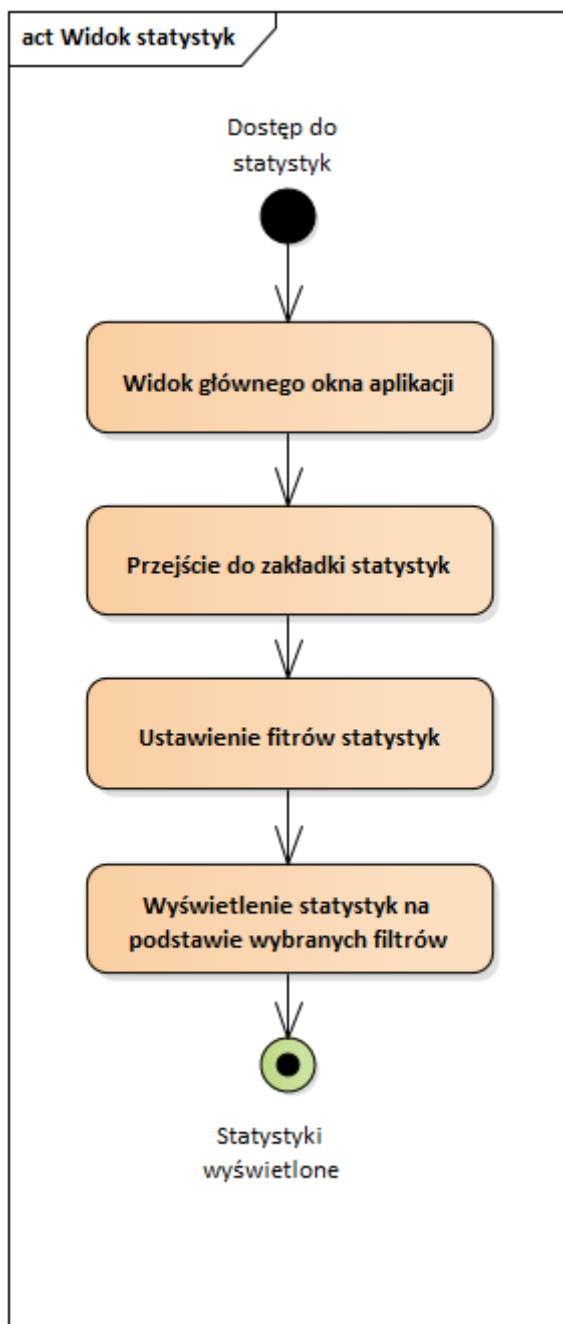 act Widok statystyk
Dostęp do
statystyk
Widok głównego okna aplikacji
Przejście do zakładki statystyk
Ustawienie fitrów statystyk
Wyświetlenie statystyk na
podstawie wybranych filtrów
Statystyki
wyświetlone